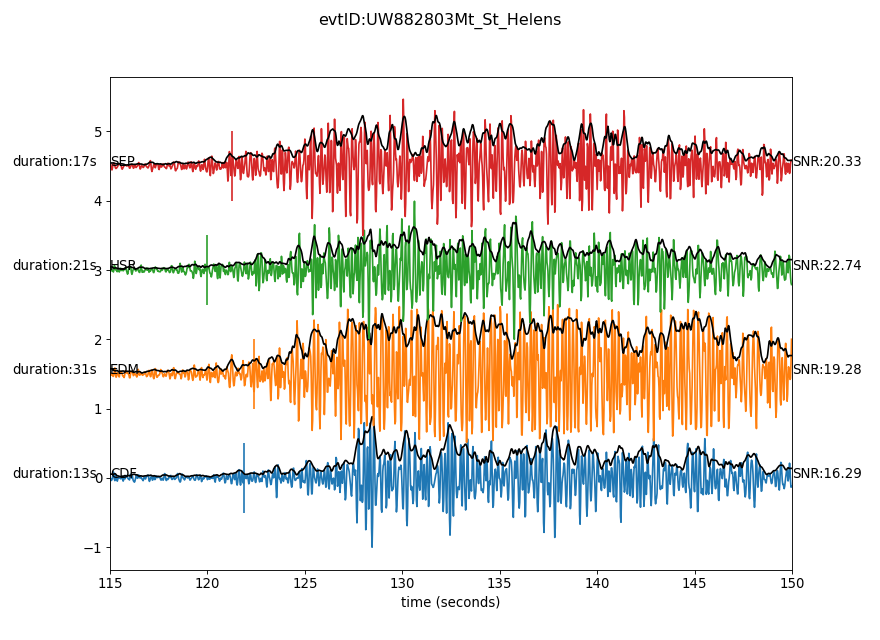 evtID:UW882803Mt_St_Helens
5
duration:17s SEP SNR:20.33
4
duration:21s 3 HSR SNR:22.74
2
duration:31s EDM SNR:19.28
1
duration:13s 0 CDF SNR:16.29
−1
115 120 125 130 135 140 145 150
time (seconds)